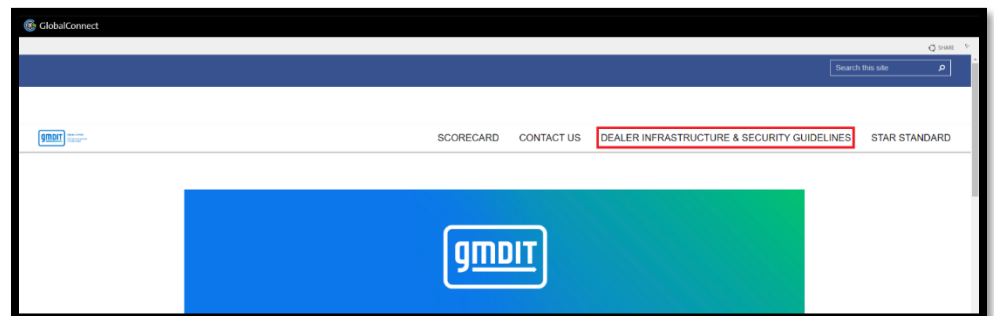 GlobalConnect
SHARE
Search this site
gmDIT
SCORECARD CONTACT US DEALER INFRASTRUCTURE & SECURITY GUIDELINES STAR STANDARD
gmDIT